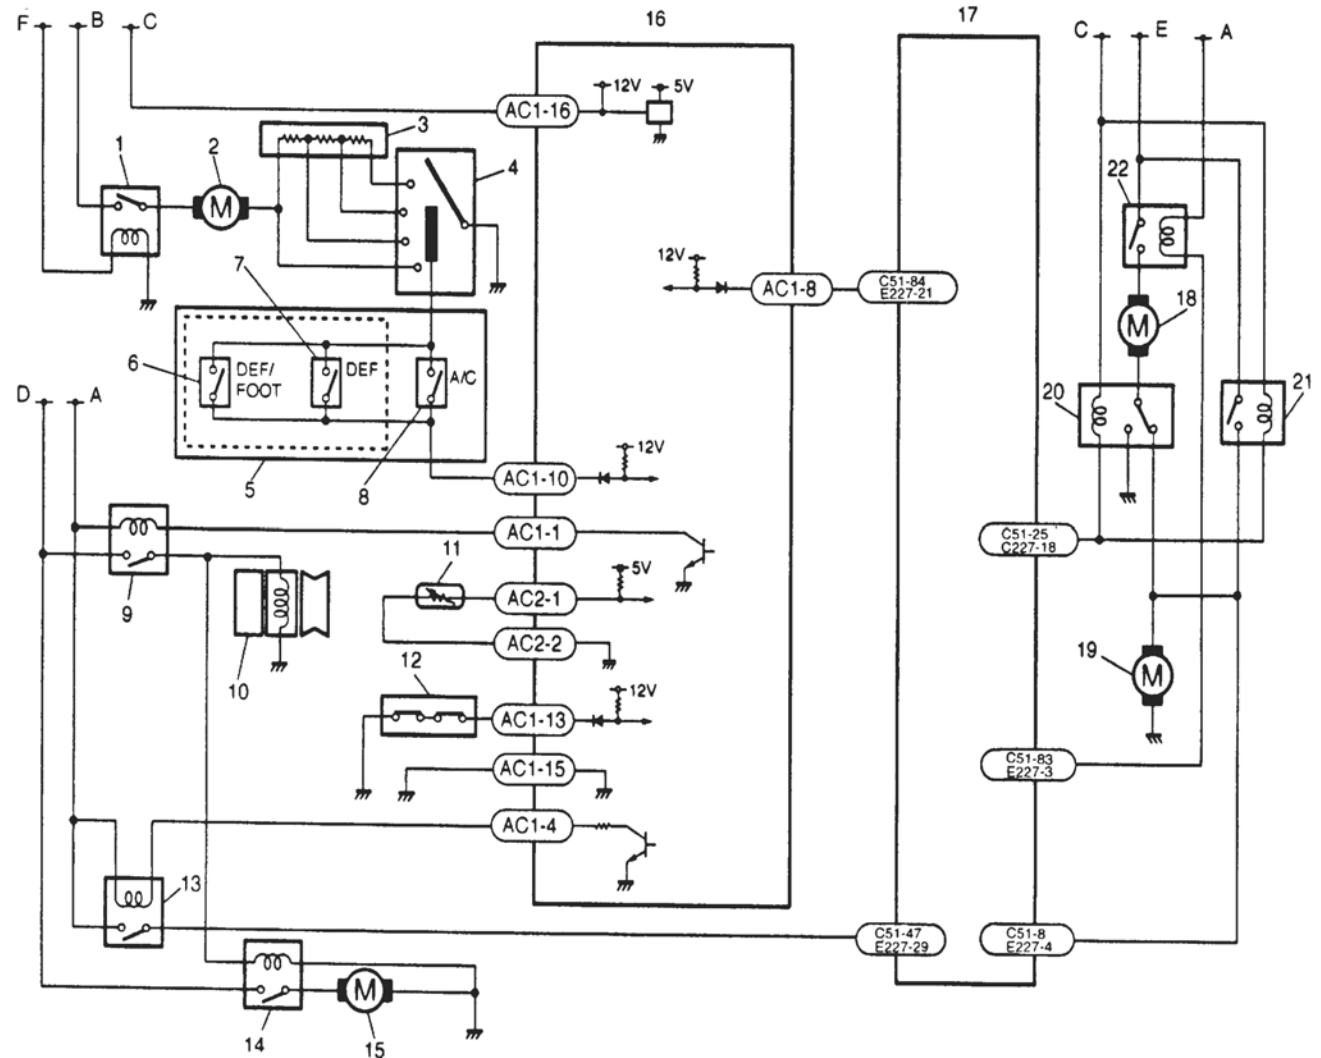 F B C 16 17 C E A
12V 5V
AC1-16
3
1 2 4
22
7
12V
AC1-8
C51-84
E227-21
M
18
M
6
DEF/
FOOT
DEF
A/C
D A
20
21
12V
AC1-10
5
8
AC1-1
C51-25
C227-18
11
5V
9
AC2-1
AC2-2
10
12
12V
19
M
AC1-13
AC1-15
C51-83
E227-3
AC1-4
13
C51-47
E227-29
C51-8
E227-4
M
14
15